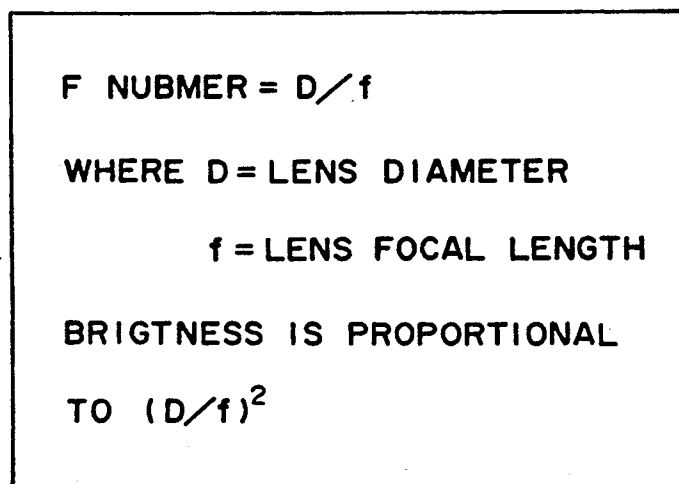 F NUBMER = D/f
WHERE D = LENS DIAMETER
f = LENS FOCAL LENGTH
BRIGTNESS IS PROPORTIONAL
TO (D/f)²